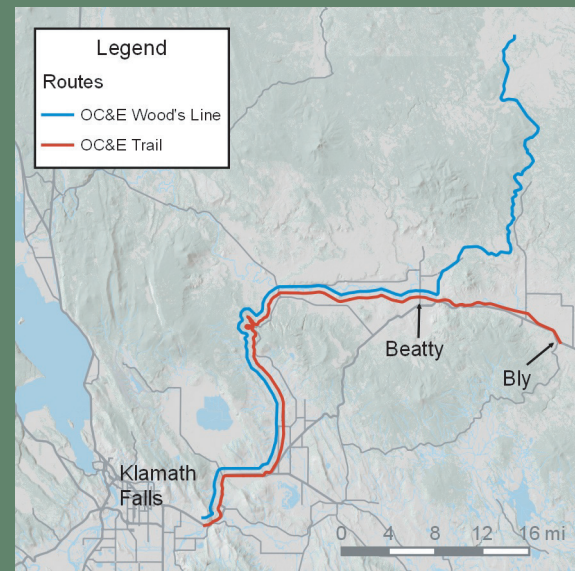 Legend
Routes
OC&E Wood's Line
OC&E Trail
Beatty
Bly
Klamath
Falls
0 4 8 12 16 mi